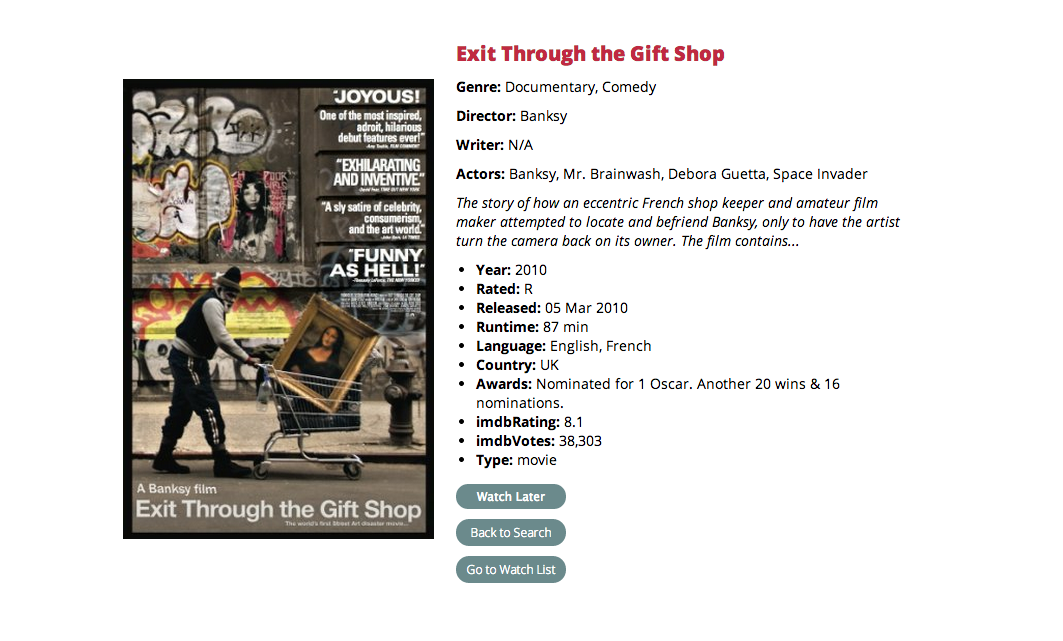 Exit Through the Gift Shop
Genre: Documentary, Comedy
Director: Banksy
Writer: N/A
Actors: Banksy, Mr. Brainwash, Debora Guetta, Space Invader
The story of how an eccentric French shop keeper and amateur film
maker attempted to locate and befriend Banksy, only to have the artist
turn the camera back on its owner. The film contains...
Year: 2010
Rated: R
Released: 05 Mar 2010
Runtime: 87 min
Language: English, French
Country: UK
Awards: Nominated for 1 Oscar. Another 20 wins & 16
nominations.
imdbRating: 8.1
imdbVotes: 38,303
Type: movie
Watch Later
Back to Search
Go to Watch List
"JOYOUS!
One of the most inspired,
adroit, hilarious
debut features ever!"
"EXHILARATING
AND INVENTIVE."
"A sly satire of celebrity,
consumerism,
and the art world."
"FUNNY
AS HELL!"
A Banksy film
Exit Through the Gift Shop
The world's first Street Art disaster movie...